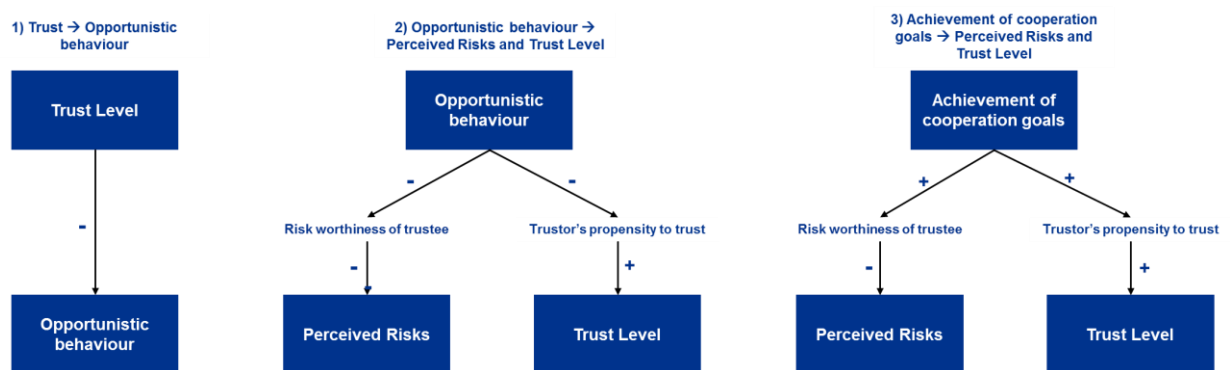 1) Trust → Opportunistic
behaviour
Trust Level
-
Opportunistic
behaviour
2) Opportunistic behaviour →
Perceived Risks and Trust Level
Opportunistic
behaviour
- -
Risk worthiness of trustee Trustor's propensity to trust
- +
-
Perceived Risks Trust Level
3) Achievement of cooperation
goals → Perceived Risks and
Trust Level
Achievement of
cooperation goals
+ +
Risk worthiness of trustee Trustor's propensity to trust
- +
Perceived Risks Trust Level